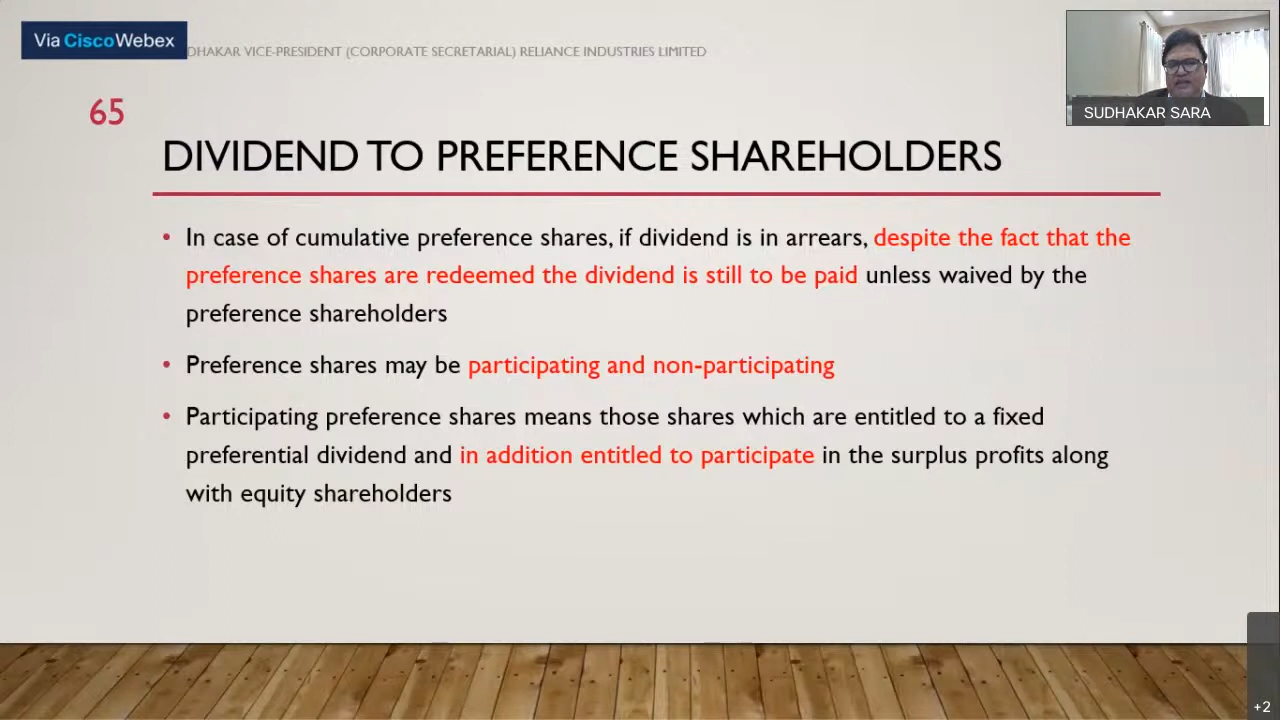 Via Cisco Webex
DHAKAR VICE-PRESIDENT (CORPORATE SECRETARIAL) RELIANCE INDUSTRIES LIMITED
SUDHAKAR SARA
65
DIVIDEND TO PREFERENCE SHAREHOLDERS
• In case of cumulative preference shares, if dividend is in arrears, despite the fact that the
preference shares are redeemed the dividend is still to be paid unless waived by the
preference shareholders
• Preference shares may be participating and non-participating
• Participating preference shares means those shares which are entitled to a fixed
preferential dividend and in addition entitled to participate in the surplus profits along
with equity shareholders
+2